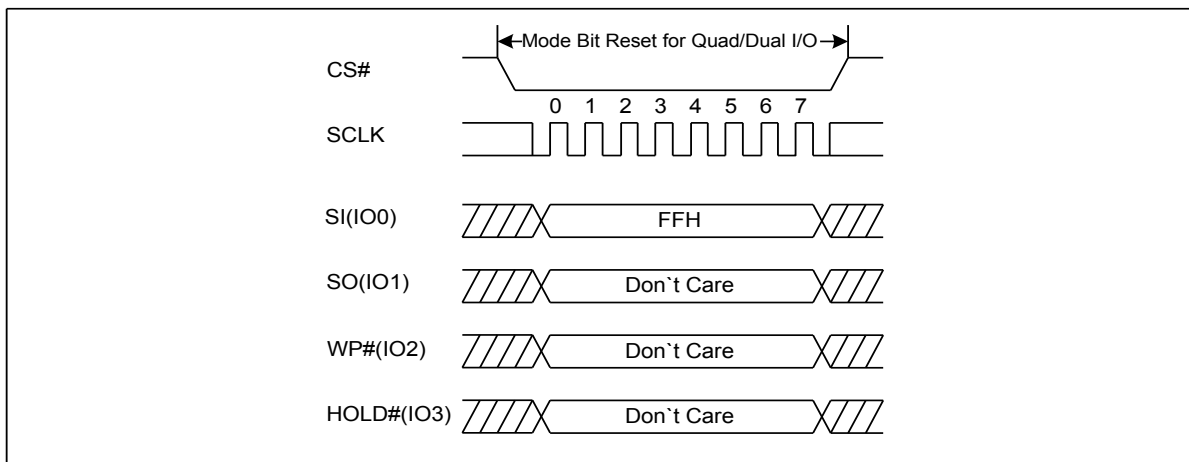 Mode Bit Reset for Quad/Dual I/O
CS#
0 1 2 3 4 5 6 7
SCLK
SI(IO0) FFH
SO(IO1) Don`t Care
WP#(IO2) Don`t Care
HOLD#(IO3) Don`t Care